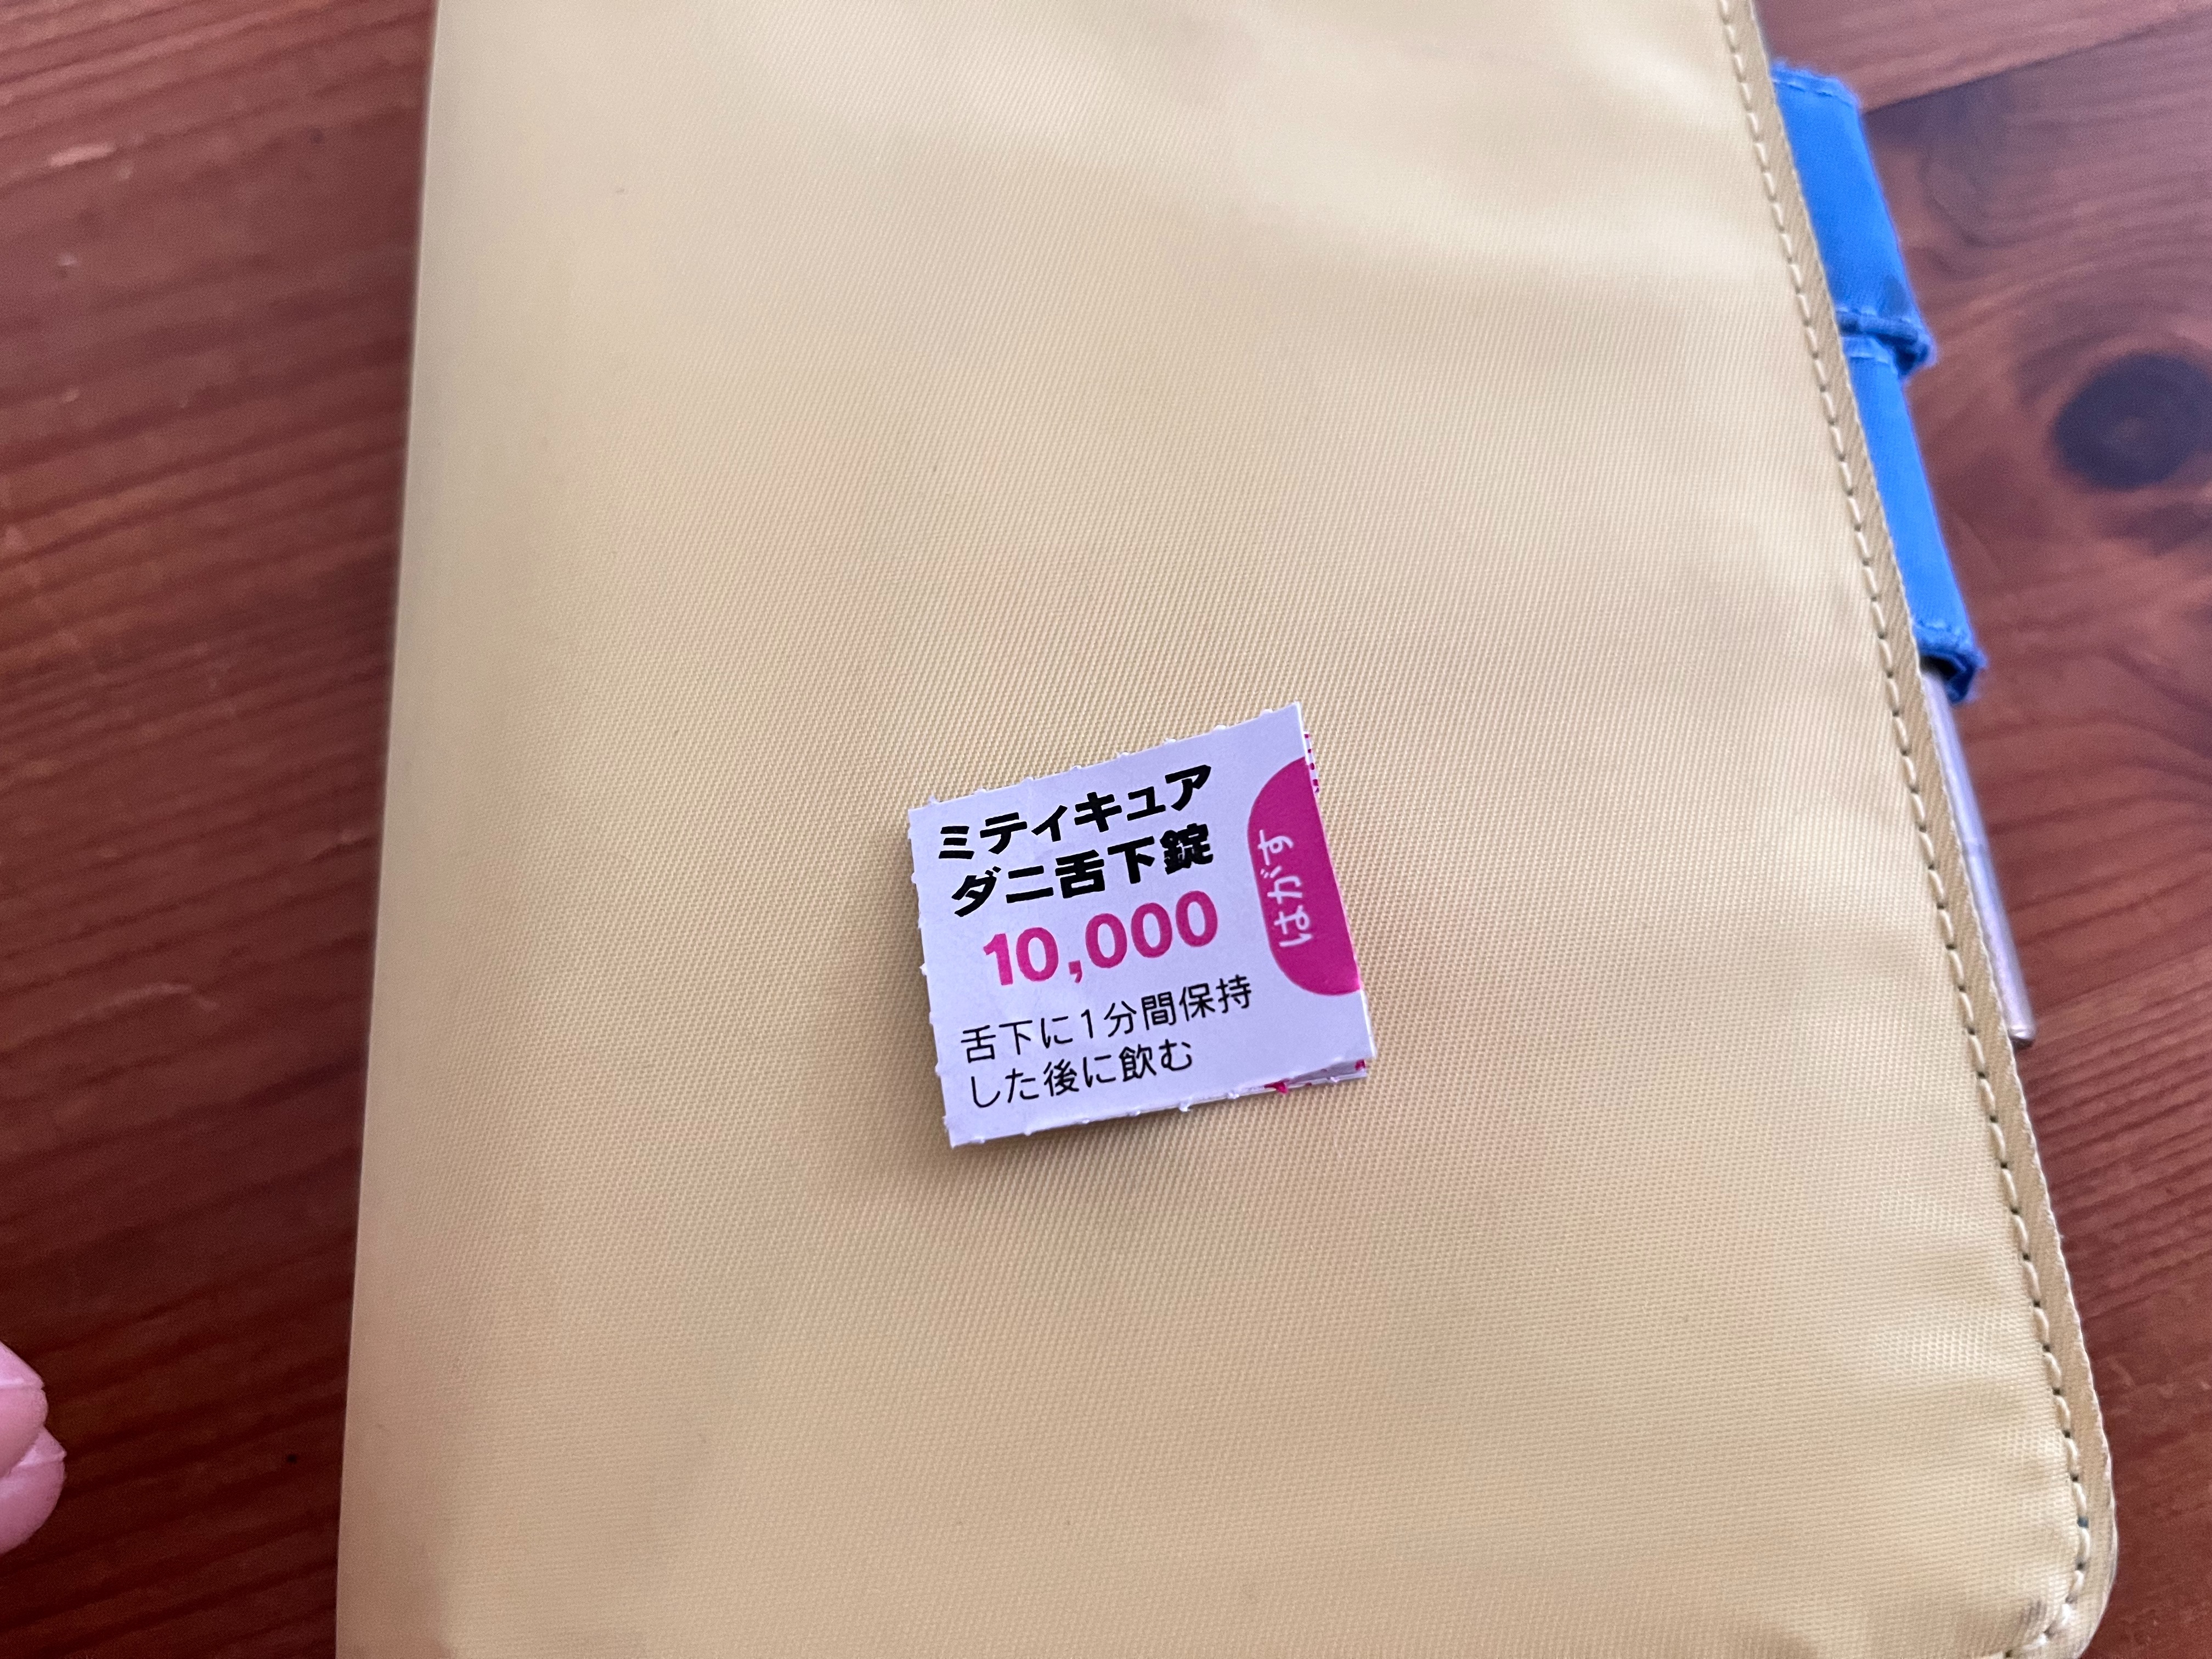 ミティキュア
ダニ舌下錠
10,000
舌下に1分間保持
した後に飲む
はがす